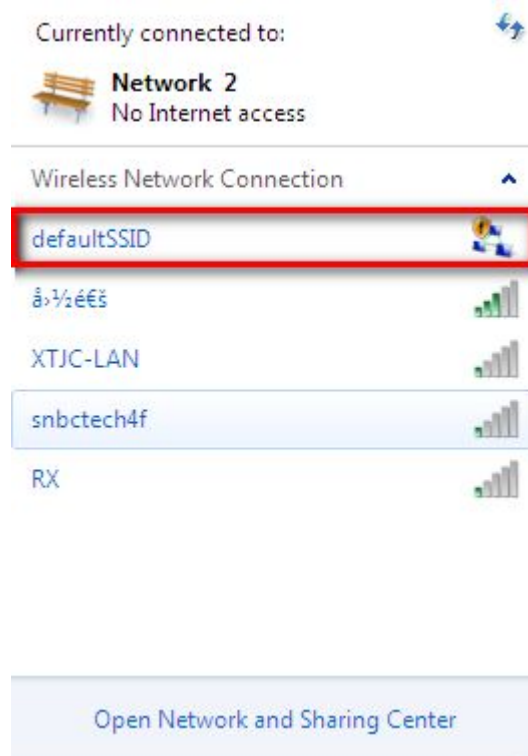 Currently connected to:
Network 2
No Internet access
Wireless Network Connection
defaultSSID
å›½é€š
XTJC-LAN
snbctech4f
RX
Open Network and Sharing Center